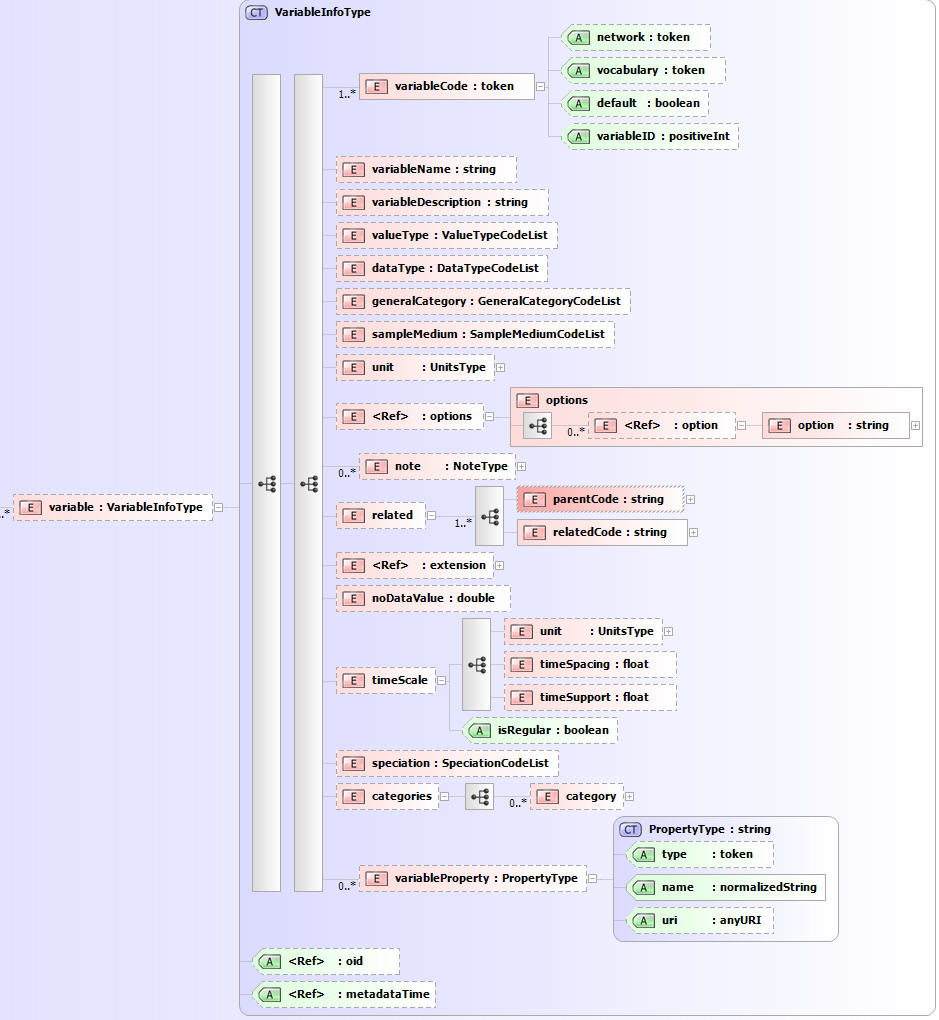 CT VariableInfoType
A network : token
1..* E variableCode : token
A vocabulary : token
A default : boolean
A variableID : positiveInt
E variableName : string
E variableDescription : string
E valueType : ValueTypeCodeList
E dataType : DataTypeCodeList
E generalCategory : GeneralCategoryCodeList
E sampleMedium : SampleMediumCodeList
E unit : UnitsType
E <Ref> : options
E options
0..* E <Ref> : option
E option : string
0..* E note : NoteType
E related
1..*
E parentCode : string
E relatedCode : string
..* E variable : VariableInfoType
E <Ref> : extension
E noDataValue : double
E timeScale
E unit : UnitsType
E timeSpacing : float
E timeSupport : float
A isRegular : boolean
E speciation : SpeciationCodeList
E categories
0..* E category
0..* E variableProperty : PropertyType
CT PropertyType : string
A type : token
A name : normalizedString
A uri : anyURI
A <Ref> : oid
A <Ref> : metadataTime